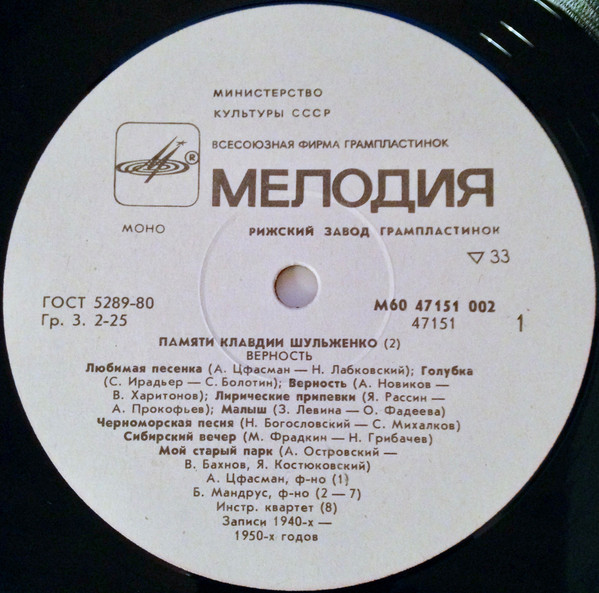 МИНИСТЕРСТВО
КУЛЬТУРЫ СССР
ВСЕСОЮЗНАЯ ФИРМА ГРАМПЛАСТИНОК
®
МЕЛОДИЯ
МОНО
РИЖСКИЙ ЗАВОД ГРАМПЛАСТИНОК
▽ 33
ГОСТ 5289-80
М60 47151 002
Гр. 3. 2-25
47151
1
ПАМЯТИ КЛАВДИИ ШУЛЬЖЕНКО (2)
ВЕРНОСТЬ
Любимая песенка (А. Цфасман — Н. Лабковский); Голубка
(С. Ирадьер — С. Болотин); Верность (А. Новиков —
В. Харитонов); Лирические припевки (Я. Рассин —
А. Прокофьев); Малыш (З. Левина — О. Фадеева)
Черноморская песня (Н. Богословский — С. Михалков)
Сибирский вечер (М. Фрадкин — Н. Грибачев)
Мой старый парк (А. Островский —
В. Бахнов, Я. Костюковский)
А. Цфасман, ф-но (1)
Б. Мандрус, ф-но (2 — 7)
Инстр. квартет (8)
Записи 1940-х —
1950-х годов